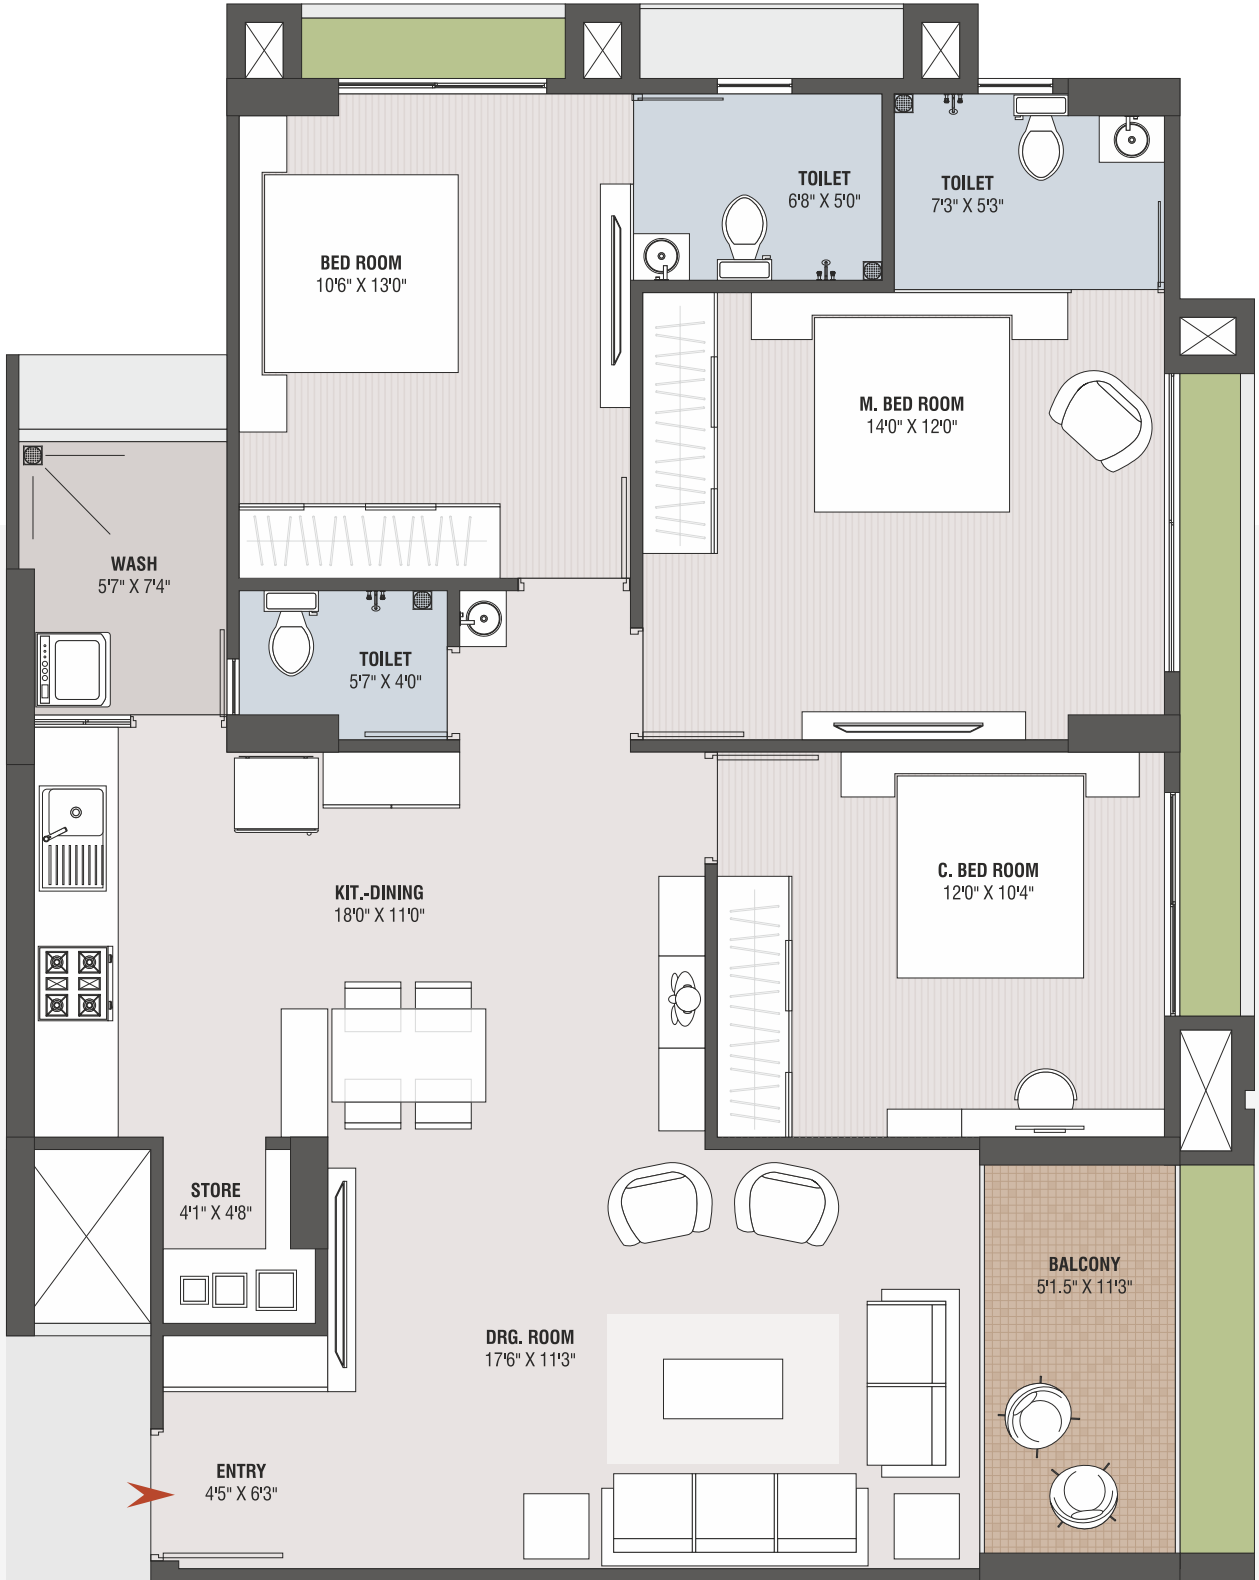 TOILET
6'8" X 5'0"
TOILET
7'3" X 5'3"
BED ROOM
10'6" X 13'0"
M. BED ROOM
14'0" X 12'0"
WASH
5'7" X 7'4"
TOILET
5'7" X 4'0"
C. BED ROOM
12'0" X 10'4"
KIT.-DINING
18'0" X 11'0"
STORE
4'1" X 4'8"
BALCONY
5'1.5" X 11'3"
DRG. ROOM
17'6" X 11'3"
ENTRY
4'5" X 6'3"